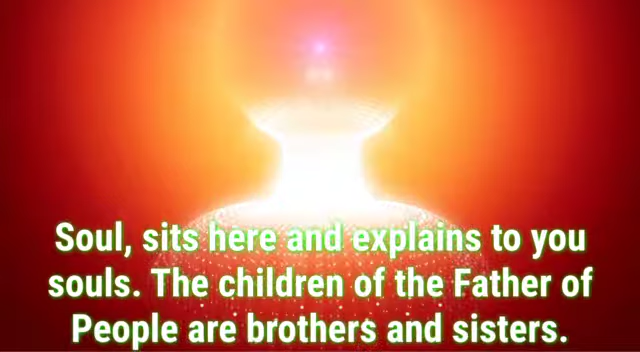 Soul, sits here and explains to you
souls. The children of the Father of
People are brothers and sisters.